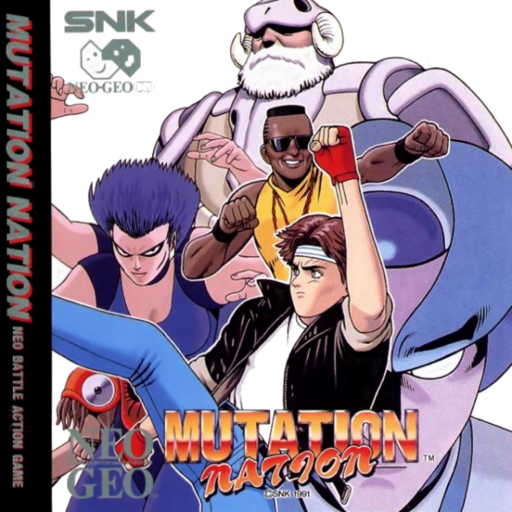 MUTATION NATION NEO BATTLE ACTION GAME
SNK
NEO-GEO CD
NEO
GEO
MUTATION
NATION
TM
©SNK 1991